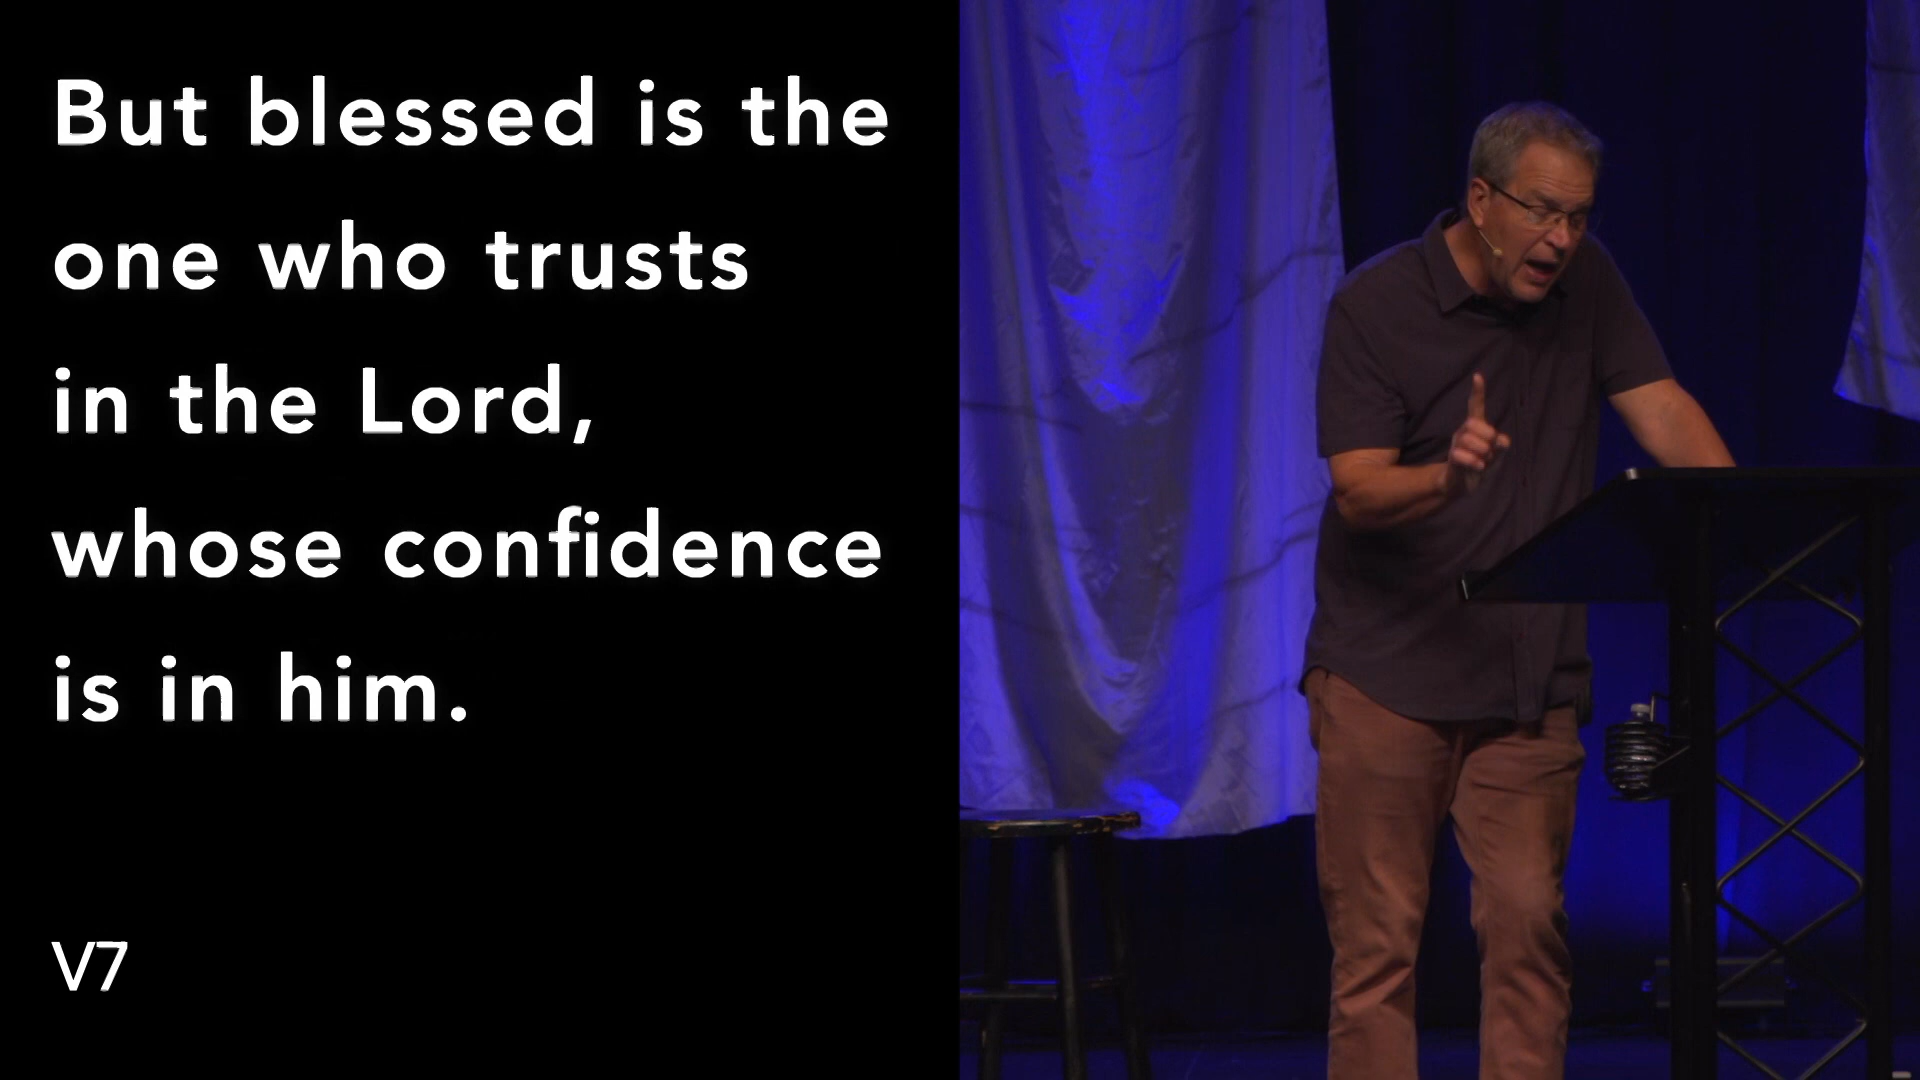 But blessed is the
one who trusts
in the Lord,
whose confidence
is in him.
V7